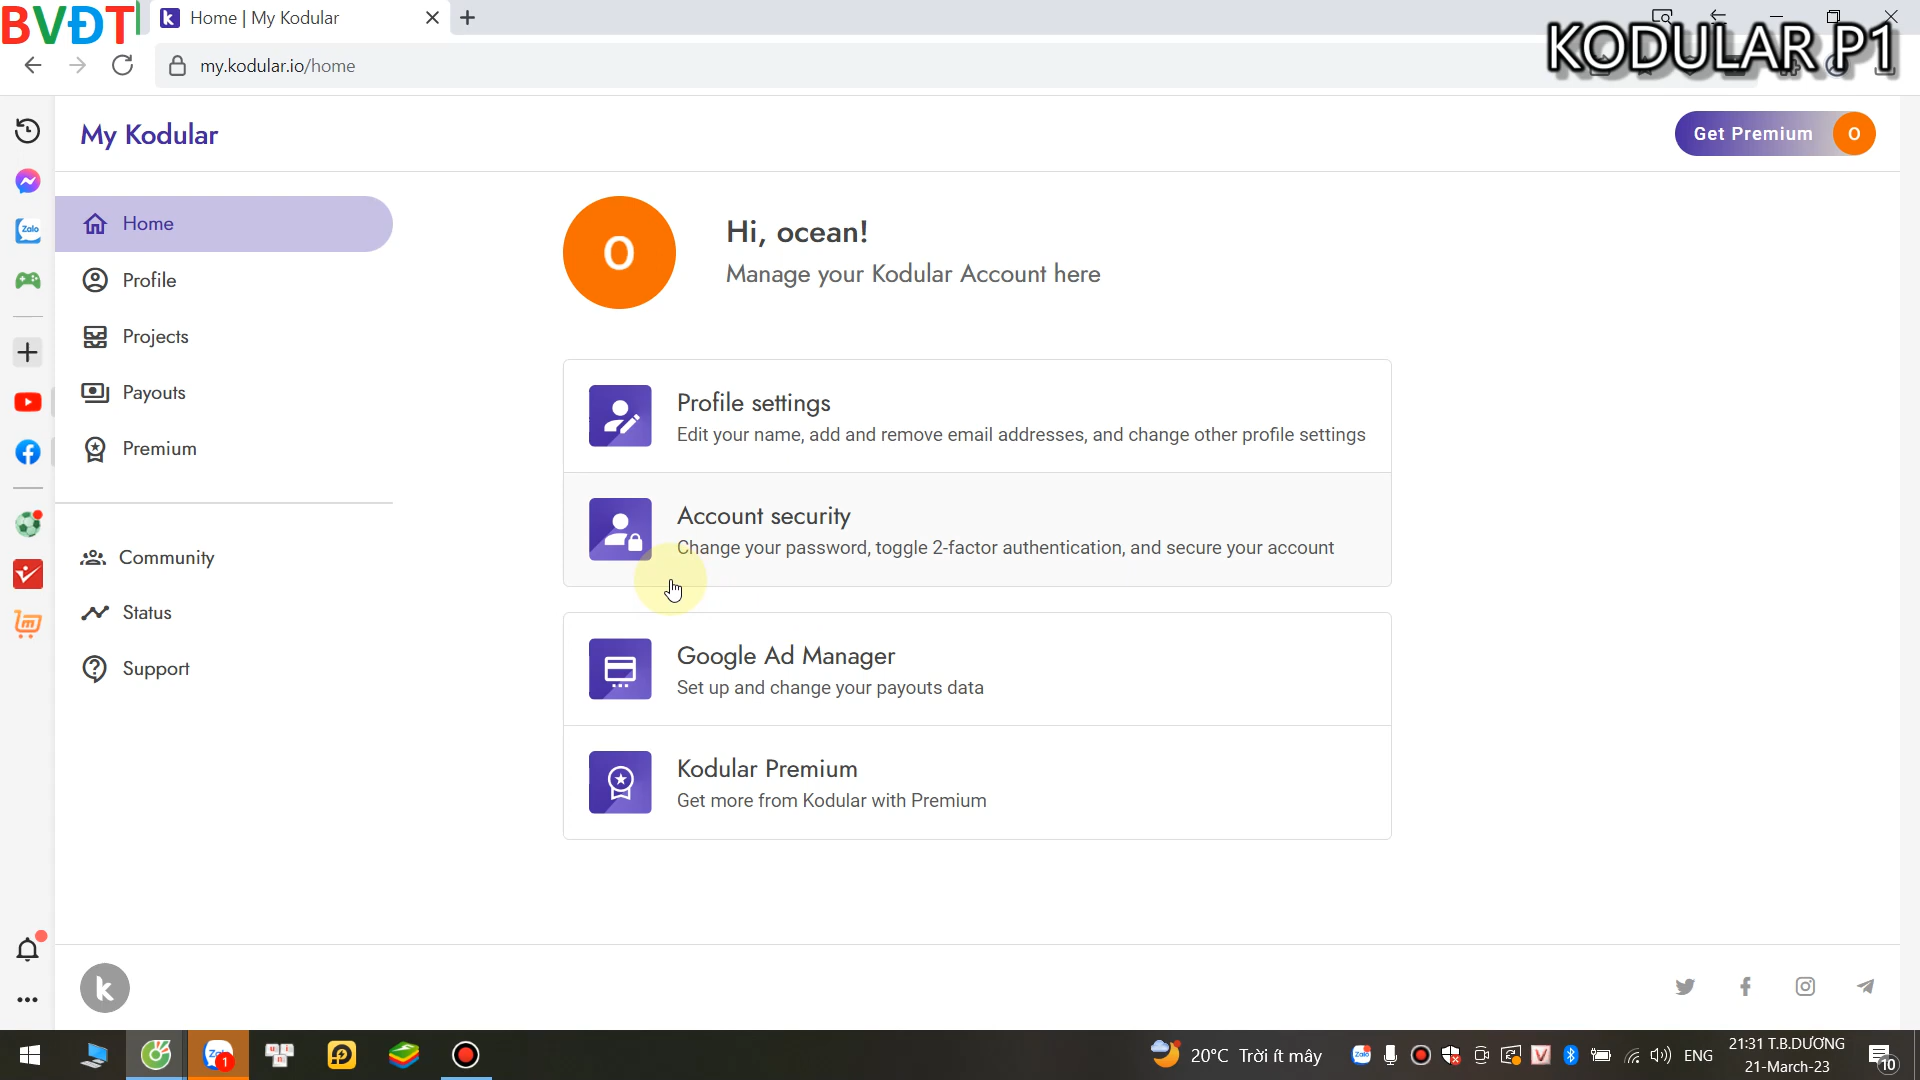 BVĐT
Home | My Kodular
KODULAR P1
my.kodular.io/home
My Kodular
Get Premium
O
Zalo
Home
Profile
Projects
Payouts
Premium
Community
Status
Support
O
Hi, ocean!
Manage your Kodular Account here
Profile settings
Edit your name, add and remove email addresses, and change other profile settings
Account security
Change your password, toggle 2-factor authentication, and secure your account
Google Ad Manager
Set up and change your payouts data
Kodular Premium
Get more from Kodular with Premium
k
1
20°C Trời ít mây
ENG
21:31 T.B.DƯƠNG
21-March-23
10